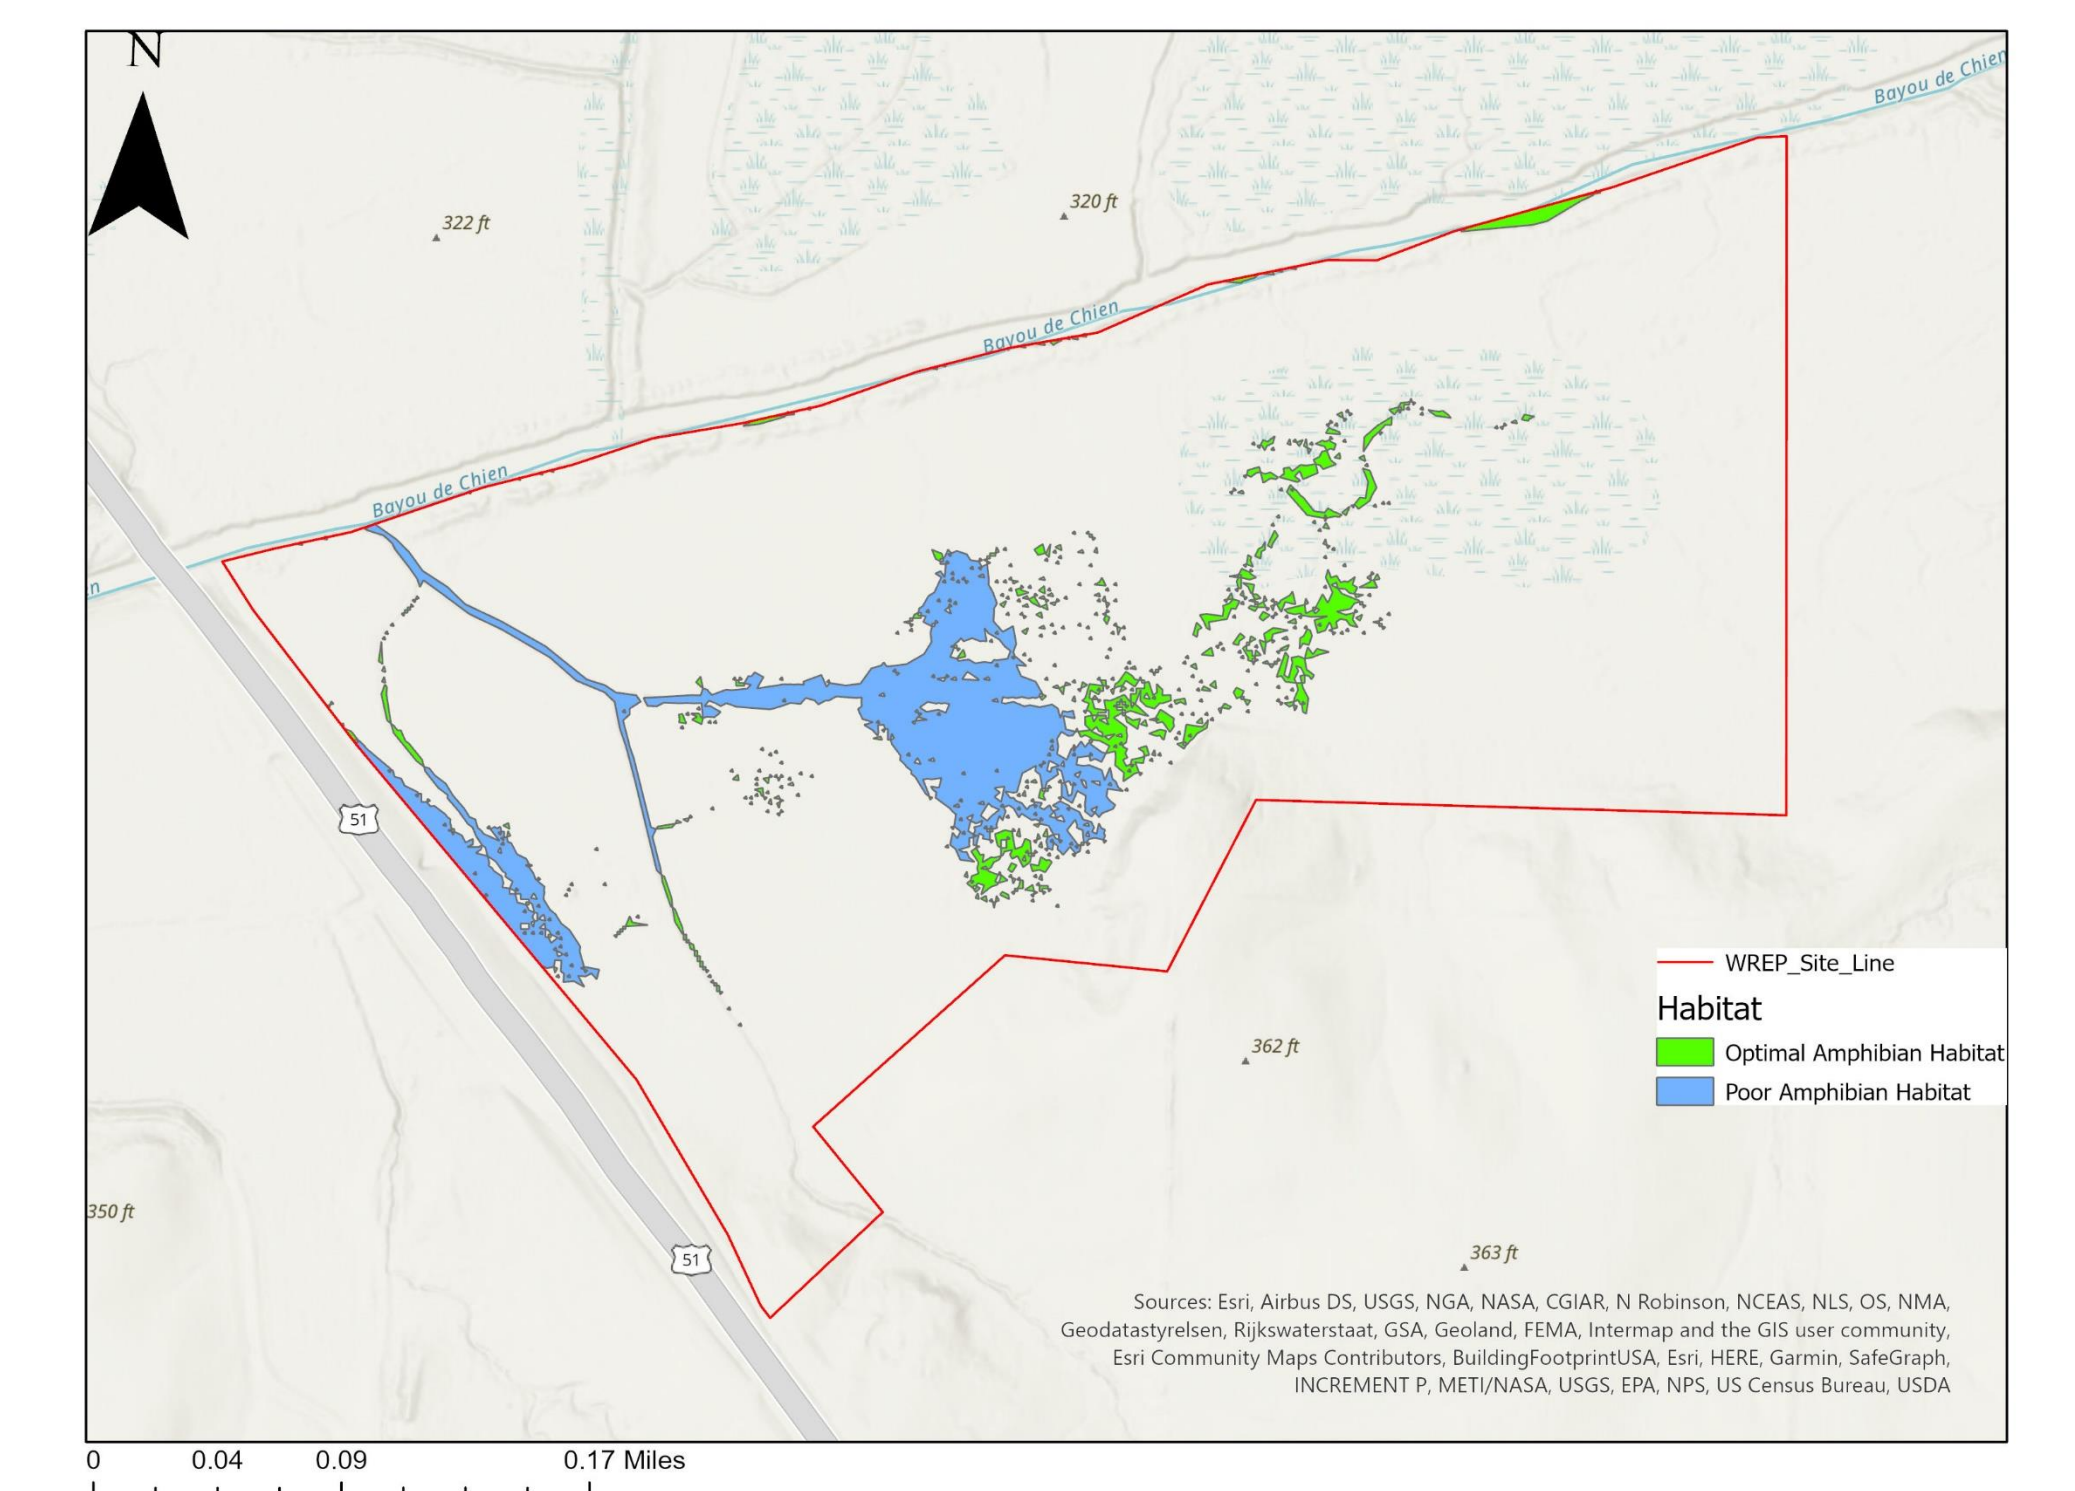 N
Bayou de Chien
320 ft
322 ft
Bayou de Chien
Bayou de Chien
n
51
WREP_Site_Line
Habitat
Optimal Amphibian Habitat
Poor Amphibian Habitat
362 ft
350 ft
51
363 ft
Sources: Esri, Airbus DS, USGS, NGA, NASA, CGIAR, N Robinson, NCEAS, NLS, OS, NMA,
Geodatastyrelsen, Rijkswaterstaat, GSA, Geoland, FEMA, Intermap and the GIS user community,
Esri Community Maps Contributors, BuildingFootprintUSA, Esri, HERE, Garmin, SafeGraph,
INCREMENT P, METI/NASA, USGS, EPA, NPS, US Census Bureau, USDA
0 0.04 0.09 0.17 Miles